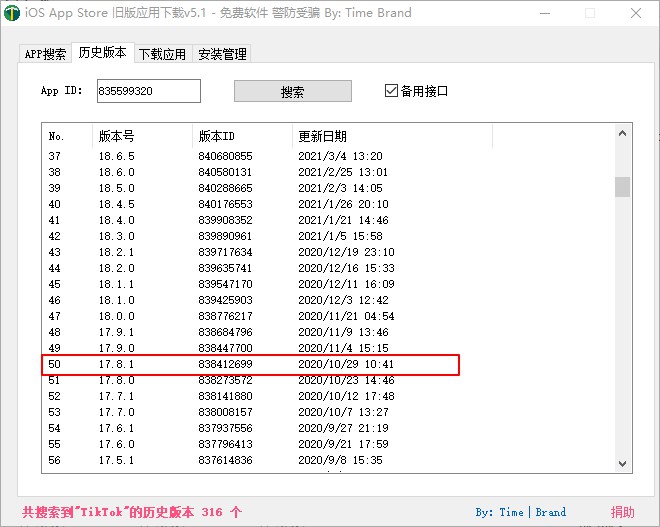 iOS App Store 旧版应用下载v5.1 - 免费软件 警防受骗 By: Time Brand
APP搜索 历史版本 下载应用 安装管理
App ID: 835599320 搜索 备用接口
No. 版本号 版本ID 更新日期
37 18.6.5 840680855 2021/3/4 13:20
38 18.6.0 840580131 2021/2/25 13:01
39 18.5.0 840288665 2021/2/3 14:05
40 18.4.5 840176553 2021/1/26 20:10
41 18.4.0 839908352 2021/1/21 14:46
42 18.3.0 839890961 2021/1/5 15:58
43 18.2.1 839717634 2020/12/19 23:10
44 18.2.0 839635741 2020/12/16 15:33
45 18.1.1 839547170 2020/12/11 16:09
46 18.1.0 839425903 2020/12/3 12:42
47 18.0.0 838776217 2020/11/21 04:54
48 17.9.1 838684796 2020/11/9 13:46
49 17.9.0 838447700 2020/11/4 15:15
50 17.8.1 838412699 2020/10/29 10:41
51 17.8.0 838273572 2020/10/23 14:46
52 17.7.1 838141880 2020/10/12 17:48
53 17.7.0 838008157 2020/10/7 13:27
54 17.6.1 837937556 2020/9/27 21:19
55 17.6.0 837796413 2020/9/21 17:59
56 17.5.1 837614836 2020/9/8 15:35
共搜索到"TikTok"的历史版本 316 个 By: Time|Brand 捐助